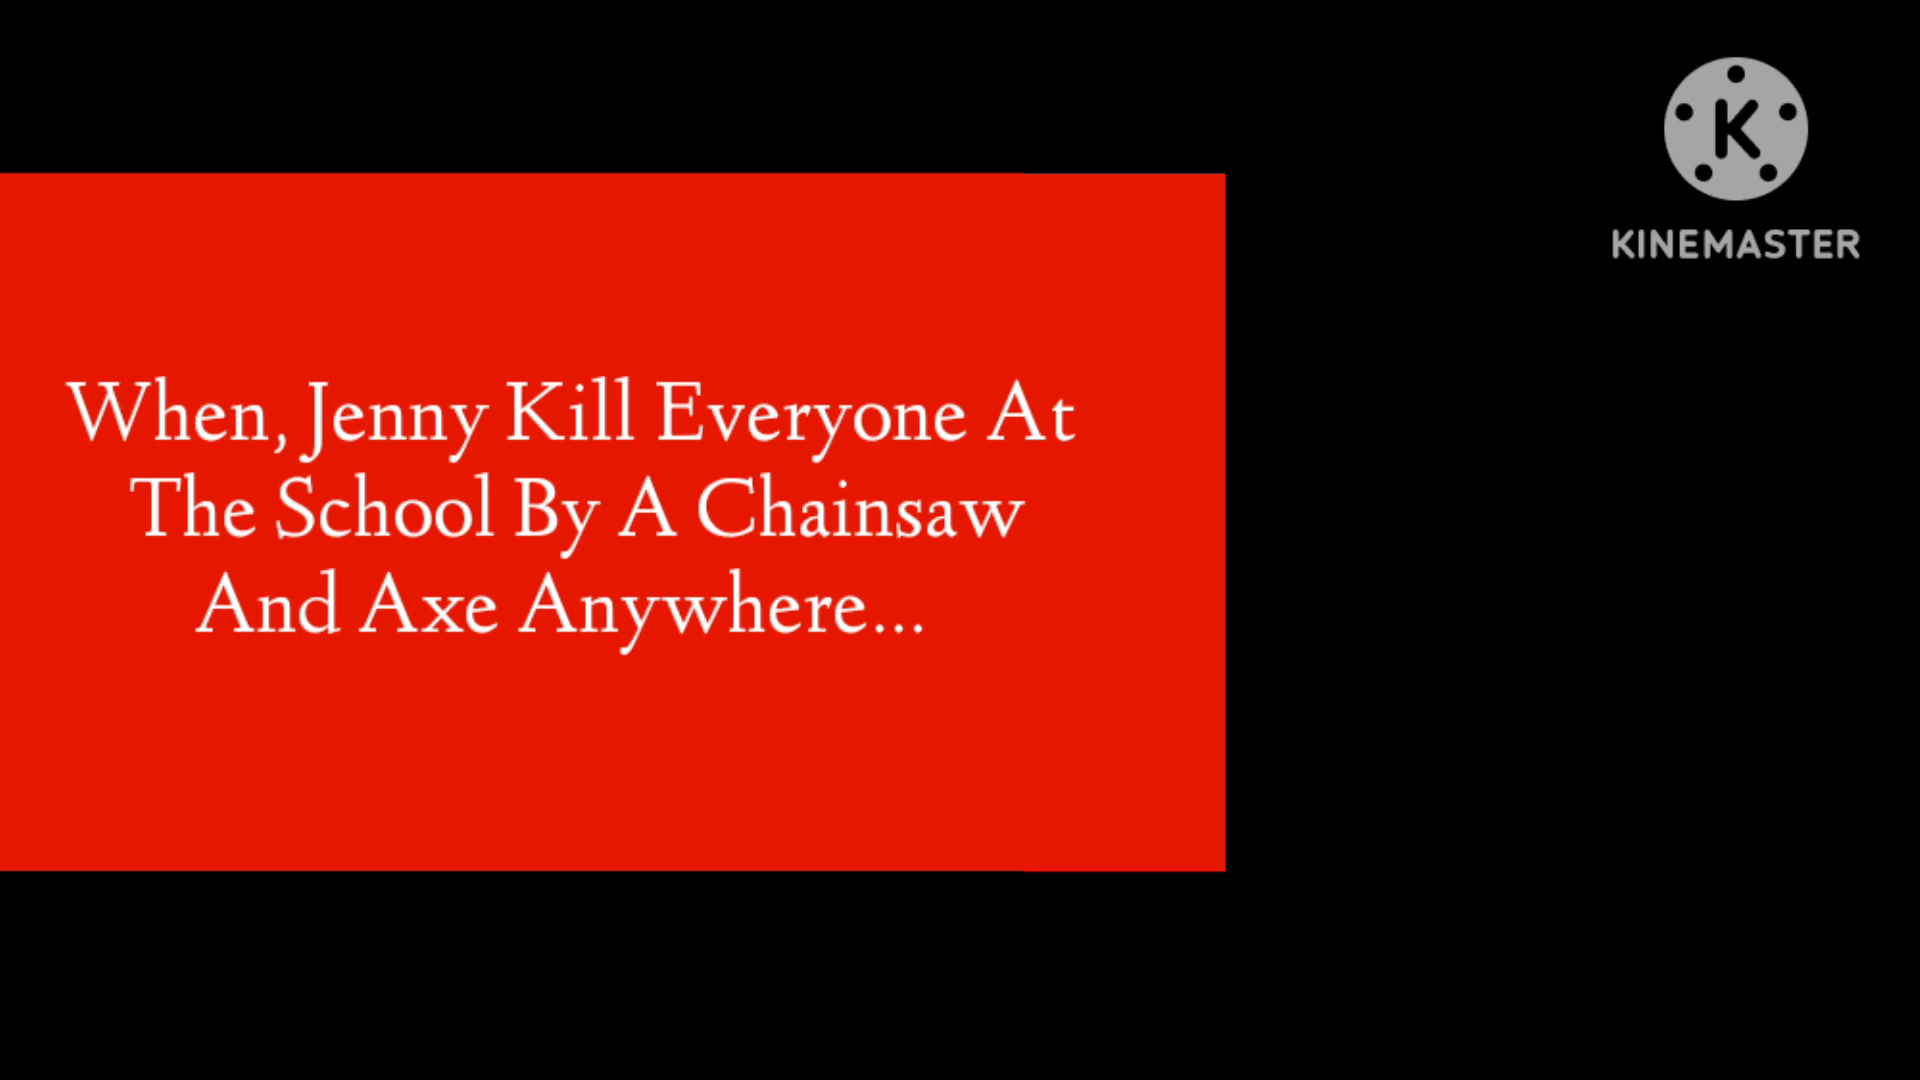 KINEMASTER
When, Jenny Kill Everyone At
The School By A Chainsaw
And Axe Anywhere...